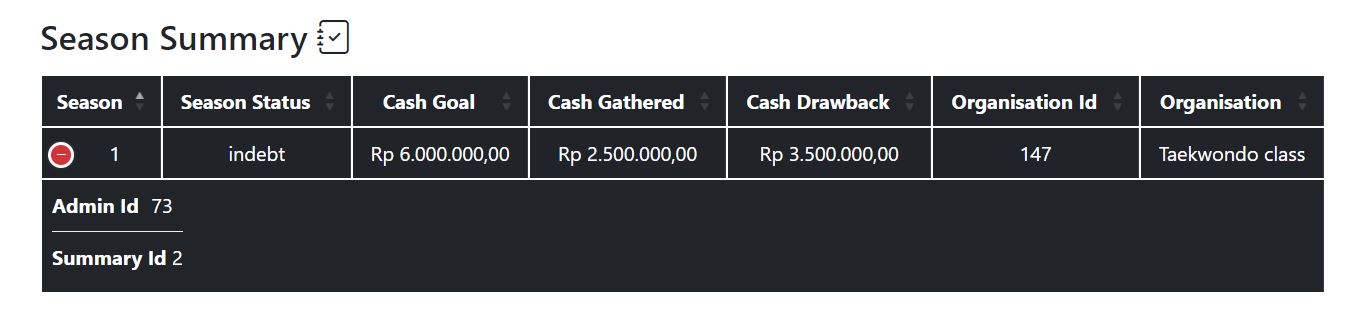 Season Summary
Season Season Status Cash Goal Cash Gathered Cash Drawback Organisation Id Organisation
1 indebt Rp 6.000.000,00 Rp 2.500.000,00 Rp 3.500.000,00 147 Taekwondo class
Admin Id 73
Summary Id 2